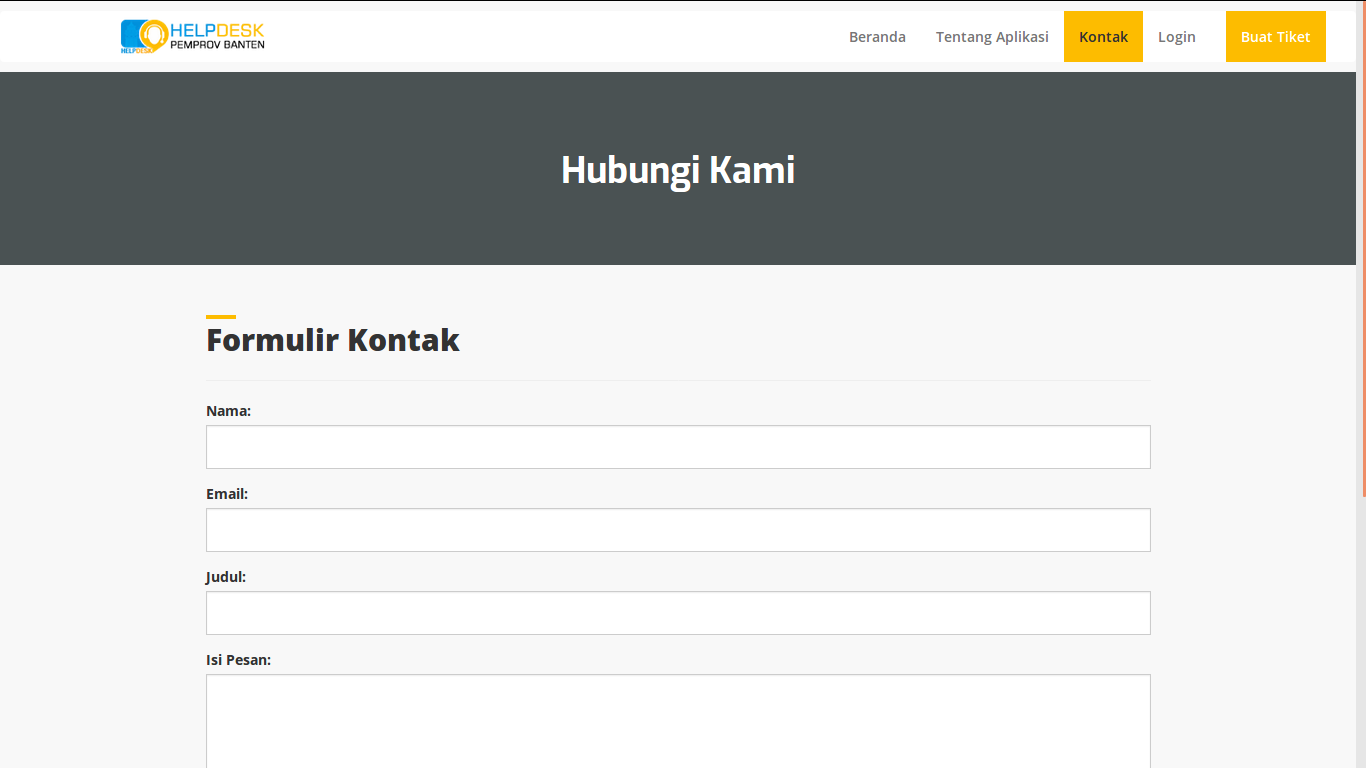 HELPDESK
PEMPROV BANTEN
HELPDESK
Beranda
Tentang Aplikasi
Kontak
Login
Buat Tiket
Hubungi Kami
Formulir Kontak
Nama:
Email:
Judul:
Isi Pesan: